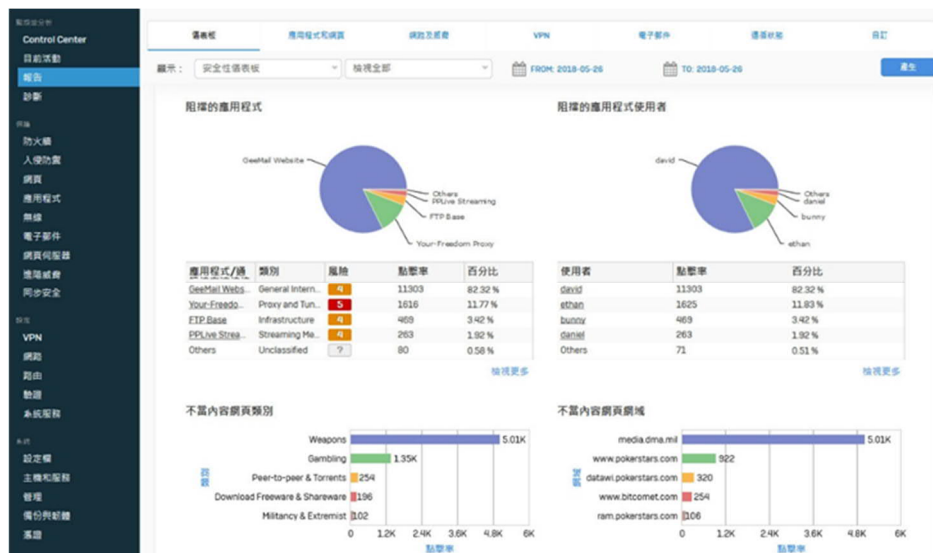 Control Center
目前活動
報告
診斷
防火牆
入侵防禦
網頁
應用程式
無線
電子郵件
網頁伺服器
進階威脅
同步安全
設定
VPN
網路
路由
驗證
系統服務
系統
設定檔
主機和服務
管理
備份與韌體
憑證
儀表板
應用程式和網頁
網路及威脅
VPN
電子郵件
遵循狀態
自訂
顯示：
安全性儀表板
檢視全部
FROM: 2018-05-26
TO: 2018-05-26
產生
阻擋的應用程式
GeeMail Website
Others
PPLive Streaming
FTP Base
Your-Freedom Proxy
應用程式/通 類別 風險 點擊率 百分比
GeeMail Webs... General Intern... 4 11303 82.32 %
Your-Freedo... Proxy and Tun... 5 1616 11.77 %
FTP Base Infrastructure 4 469 3.42 %
PPLive Strea... Streaming Me... 4 263 1.92 %
Others Unclassified ? 80 0.58 %
檢視更多
阻擋的應用程式使用者
david
Others
daniel
bunny
ethan
使用者 點擊率 百分比
david 11303 82.32 %
ethan 1625 11.83 %
bunny 469 3.42 %
daniel 263 1.92 %
Others 71 0.51 %
檢視更多
不當內容網頁類別
類別
Weapons 5.01K
Gambling 1.35K
Peer-to-peer & Torrents 254
Download Freeware & Shareware 196
Militancy & Extremist 102
0 1.2K 2.4K 3.6K 4.8K 6K
點擊率
不當內容網頁網域
網域
media.dma.mil 5.01K
www.pokerstars.com 922
datawi.pokerstars.com 320
www.bitcomet.com 254
ram.pokerstars.com 106
0 1.2K 2.4K 3.6K 4.8K 6K
點擊率